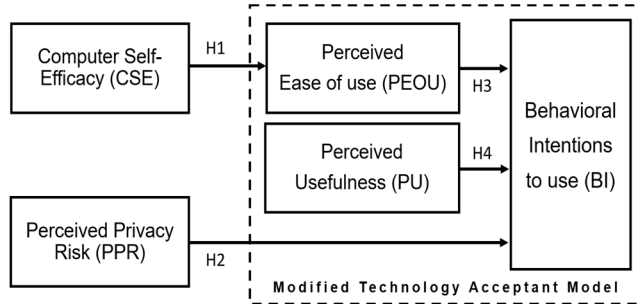 Computer Self-
Efficacy (CSE)
H1
Perceived
Ease of use (PEOU)
H3
Perceived
Usefulness (PU)
H4
Behavioral
Intentions
to use (BI)
Perceived Privacy
Risk (PPR)
H2
Modified Technology Acceptant Model